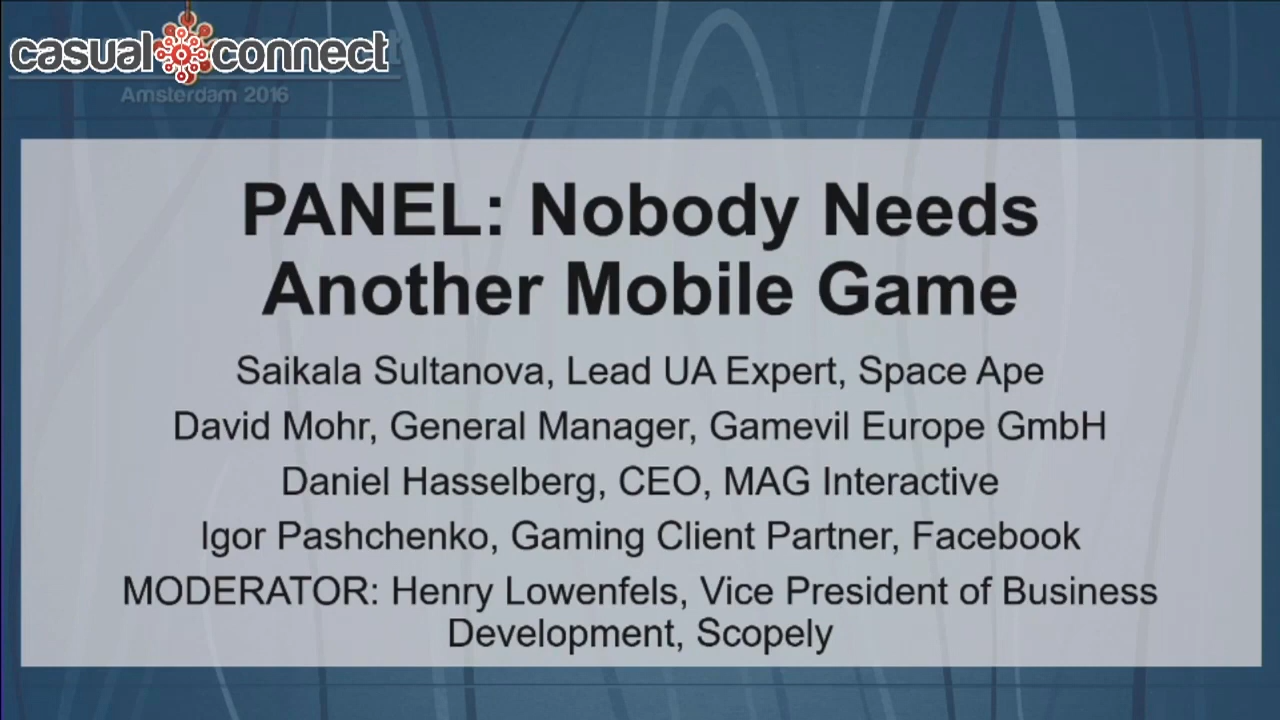 casual connect
Amsterdam 2016
PANEL: Nobody Needs
Another Mobile Game
Saikala Sultanova, Lead UA Expert, Space Ape
David Mohr, General Manager, Gamevil Europe GmbH
Daniel Hasselberg, CEO, MAG Interactive
Igor Pashchenko, Gaming Client Partner, Facebook
MODERATOR: Henry Lowenfels, Vice President of Business
Development, Scopely